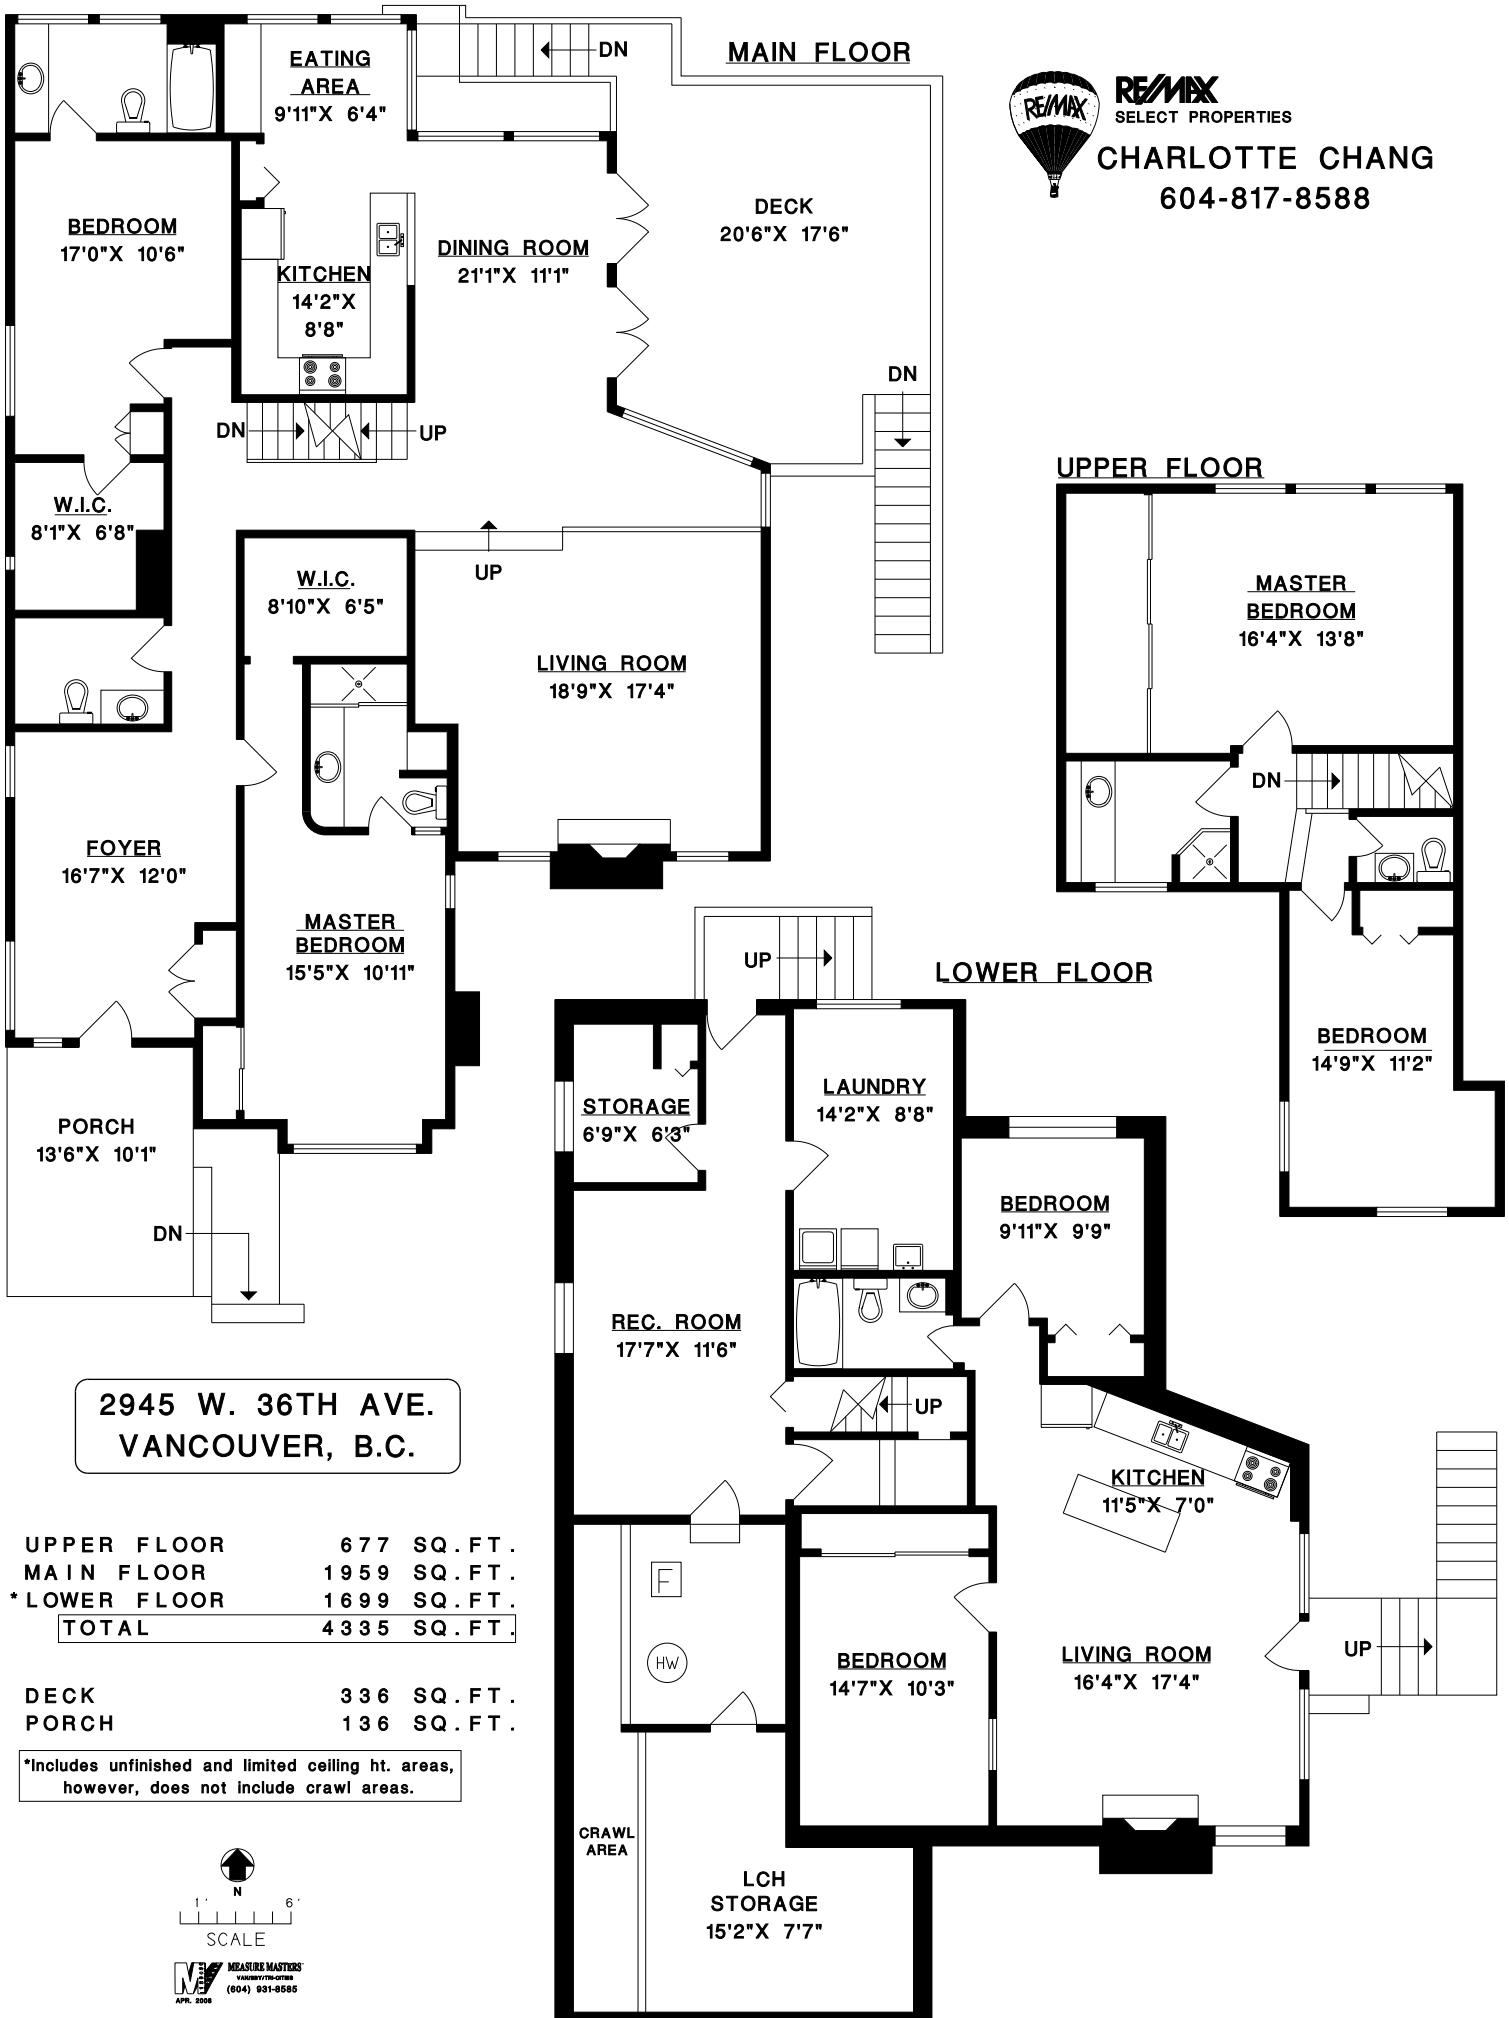 MAIN FLOOR
EATING
AREA
9'11"X 6'4"
DN
RE/MAX
RE/MAX
SELECT PROPERTIES
CHARLOTTE CHANG
604-817-8588
BEDROOM
17'0"X 10'6"
KITCHEN
14'2"X
8'8"
DINING ROOM
21'1"X 11'1"
DECK
20'6"X 17'6"
DN
DN
UP
W.I.C.
8'1"X 6'8"
W.I.C.
8'10"X 6'5"
UP
LIVING ROOM
18'9"X 17'4"
FOYER
16'7"X 12'0"
MASTER
BEDROOM
15'5"X 10'11"
PORCH
13'6"X 10'1"
DN
UPPER FLOOR
MASTER
BEDROOM
16'4"X 13'8"
DN
BEDROOM
14'9"X 11'2"
LOWER FLOOR
UP
STORAGE
6'9"X 6'3"
LAUNDRY
14'2"X 8'8"
BEDROOM
9'11"X 9'9"
REC. ROOM
17'7"X 11'6"
UP
KITCHEN
11'5"X 7'0"
F
HW
BEDROOM
14'7"X 10'3"
LIVING ROOM
16'4"X 17'4"
UP
CRAWL
AREA
LCH
STORAGE
15'2"X 7'7"
2945 W. 36TH AVE.
VANCOUVER, B.C.
UPPER FLOOR 677 SQ.FT.
MAIN FLOOR 1959 SQ.FT.
*LOWER FLOOR 1699 SQ.FT.
TOTAL 4335 SQ.FT.
DECK 336 SQ.FT.
PORCH 136 SQ.FT.
*Includes unfinished and limited ceiling ht. areas,
however, does not include crawl areas.
N
1' 6'
SCALE
MEASURE MASTERS
VAN/BBY/TRI-CITIES
(604) 931-8585
APR. 2008